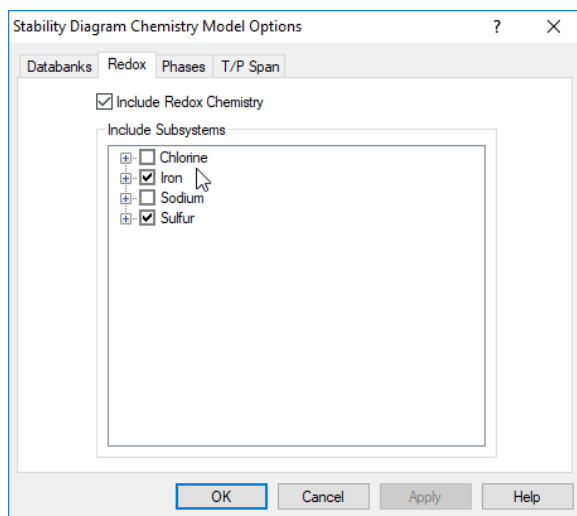 Stability Diagram Chemistry Model Options ?
Databanks Redox Phases T/P Span
Include Redox Chemistry
Include Subsystems
Chlorine
Iron
Sodium
Sulfur
OK Cancel Apply Help